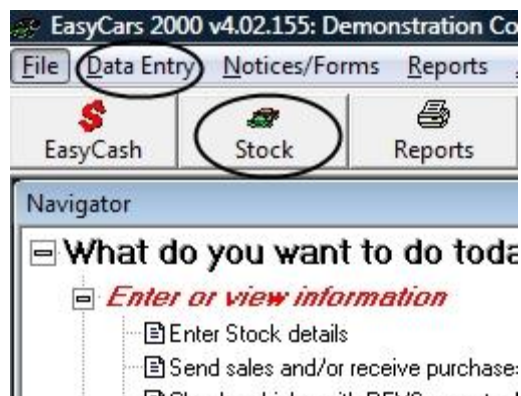 EasyCars 2000 v4.02.155: Demonstration Co
File Data Entry Notices/Forms Reports
EasyCash Stock Reports
Navigator
What do you want to do toda
Enter or view information
Enter Stock details
Send sales and/or receive purchase